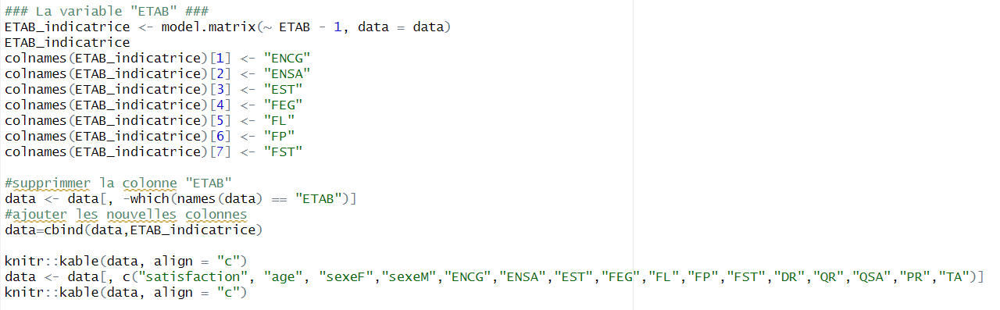 ### La variable "ETAB" ###
ETAB_indicatrice <- model.matrix(~ ETAB - 1, data = data)
ETAB_indicatrice
colnames(ETAB_indicatrice)[1] <- "ENCG"
colnames(ETAB_indicatrice)[2] <- "ENSA"
colnames(ETAB_indicatrice)[3] <- "EST"
colnames(ETAB_indicatrice)[4] <- "FEG"
colnames(ETAB_indicatrice)[5] <- "FL"
colnames(ETAB_indicatrice)[6] <- "FP"
colnames(ETAB_indicatrice)[7] <- "FST"
#supprimmer la colonne "ETAB"
data <- data[, -which(names(data) == "ETAB")]
#ajouter les nouvelles colonnes
data=cbind(data,ETAB_indicatrice)
knitr::kable(data, align = "c")
data <- data[, c("satisfaction", "age", "sexeF","sexeM","ENCG","ENSA","EST","FEG","FL","FP","FST","DR","QR","QSA","PR","TA")]
knitr::kable(data, align = "c")